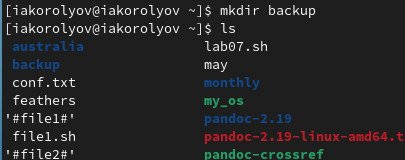 [iakorolyov@iakorolyov ~]$ mkdir backup
[iakorolyov@iakorolyov ~]$ ls
australia lab07.sh
backup may
conf.txt monthly
feathers my_os
'#file1#' pandoc-2.19
file1.sh pandoc-2.19-linux-amd64.t
'#file2#' pandoc-crossref